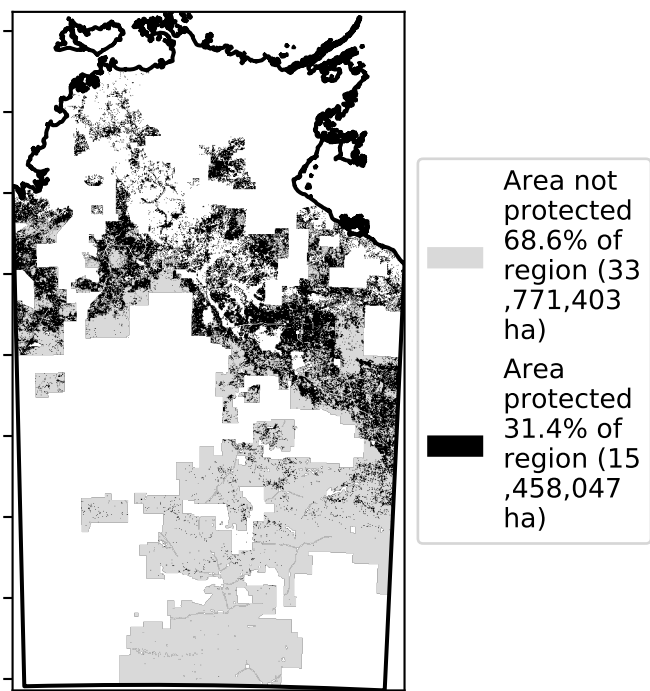 Area not
protected
68.6% of
region (33
,771,403
ha)
Area
protected
31.4% of
region (15
,458,047
ha)